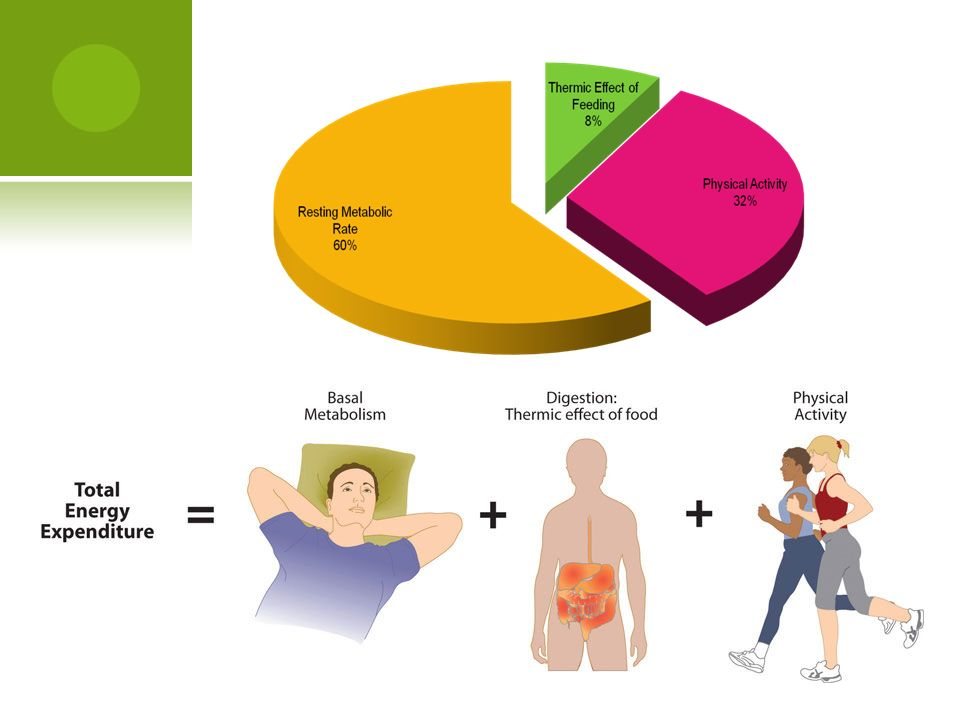 Thermic Effect of
Feeding
8%
Physical Activity
32%
Resting Metabolic
Rate
60%
Basal
Metabolism
Digestion:
Thermic effect of food
Physical
Activity
Total
Energy
Expenditure
=
+
+